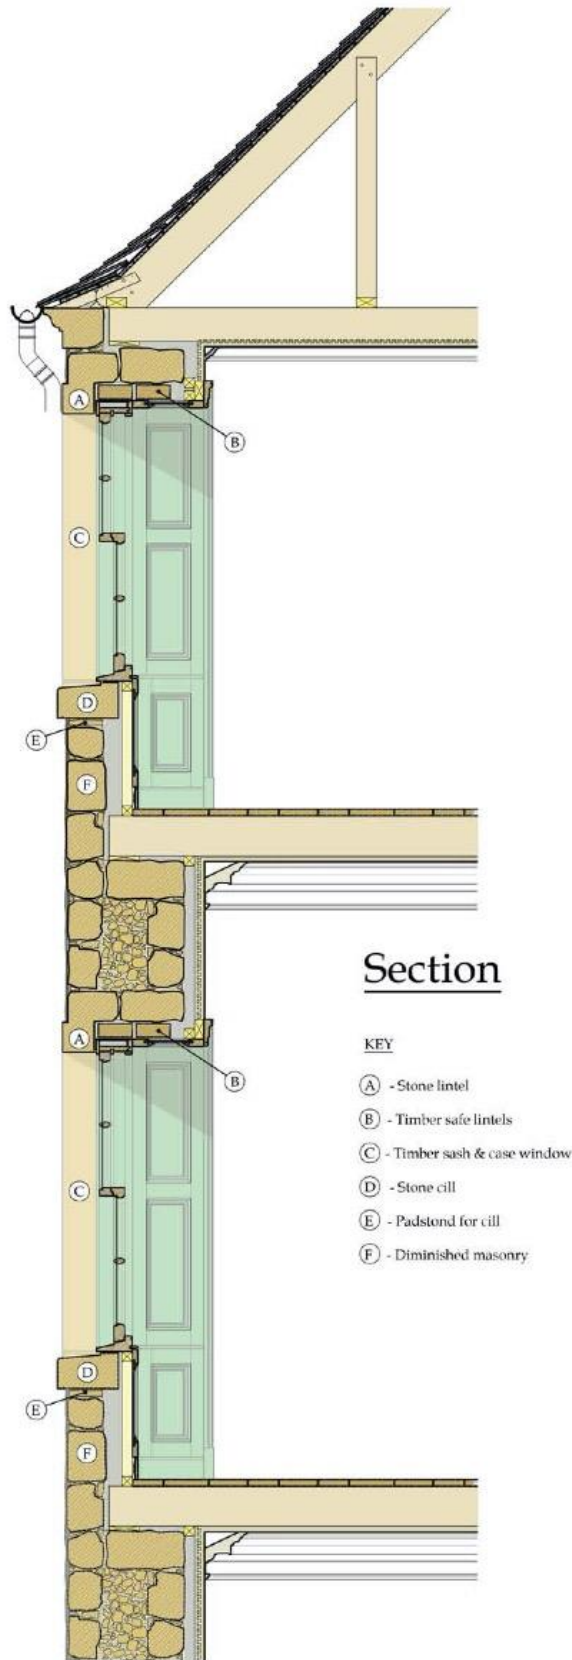 A
B
C
D
E
F
A
B
C
D
E
F
Section
KEY
A - Stone lintel
B - Timber safe lintels
C - Timber sash & case window
D - Stone cill
E - Padstond for cill
F - Diminished masonry